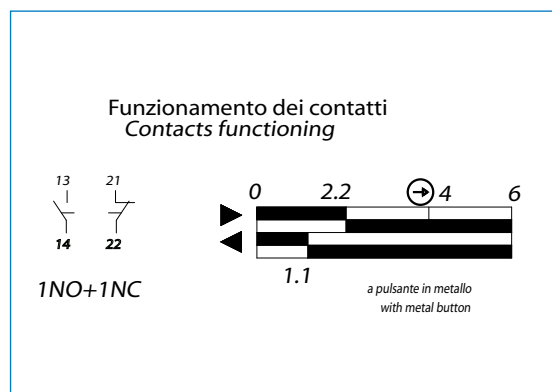 Funzionamento dei contatti
Contacts functioning
13 21
14 22
1NO+1NC
0 2.2 4 6
1.1
a pulsante in metallo
with metal button